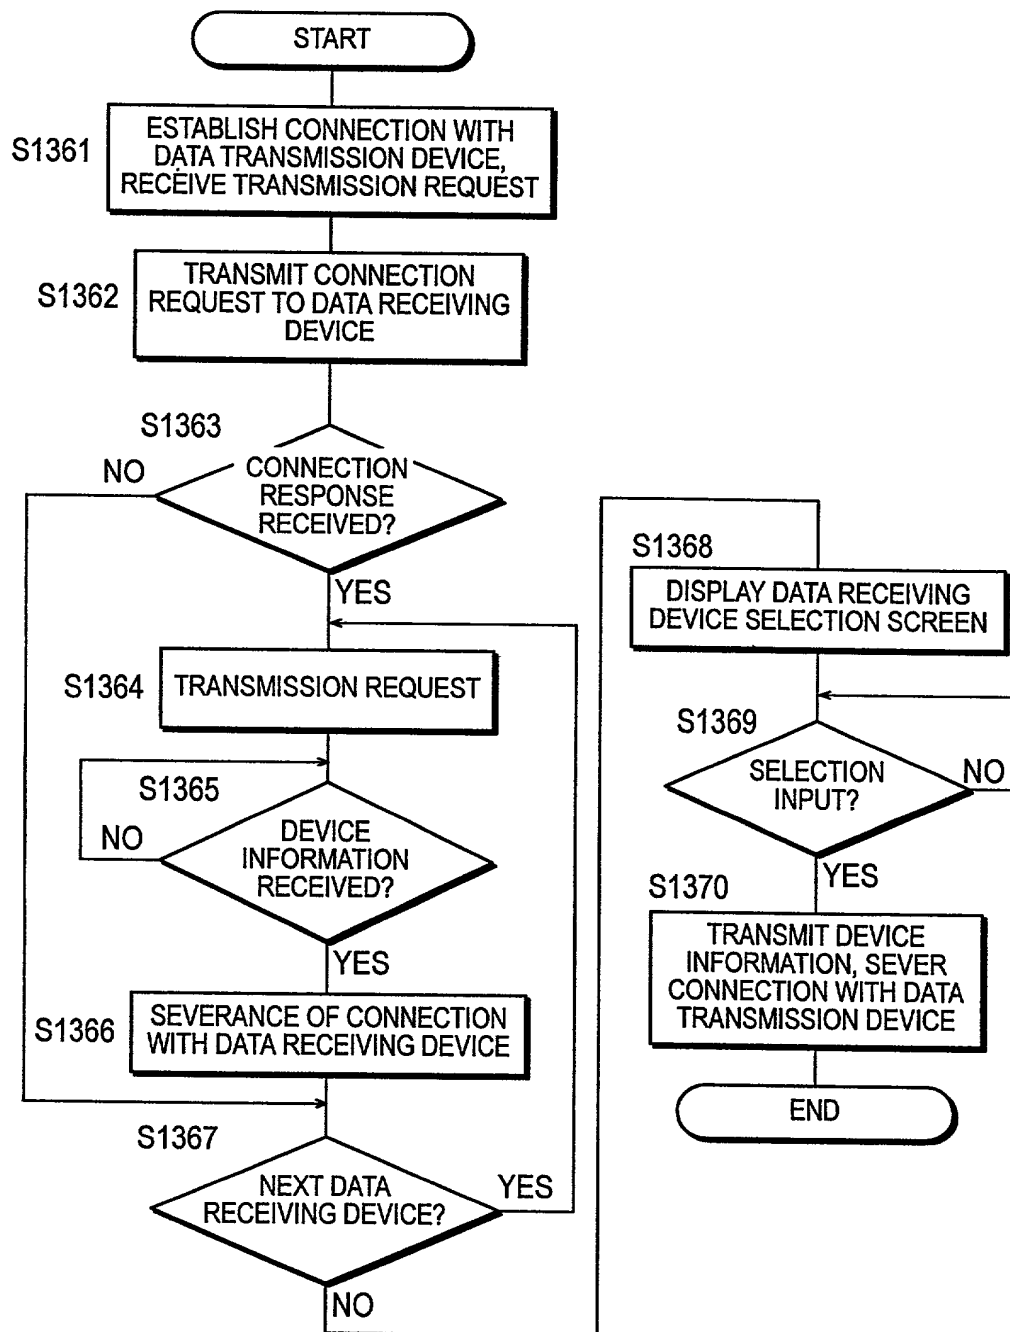 START
S1361
ESTABLISH CONNECTION WITH
DATA TRANSMISSION DEVICE,
RECEIVE TRANSMISSION REQUEST
S1362
TRANSMIT CONNECTION
REQUEST TO DATA RECEIVING
DEVICE
S1363
NO
CONNECTION
RESPONSE
RECEIVED?
YES
S1364
TRANSMISSION REQUEST
S1365
NO
DEVICE
INFORMATION
RECEIVED?
YES
S1366
SEVERANCE OF CONNECTION
WITH DATA RECEIVING DEVICE
S1367
NEXT DATA
RECEIVING DEVICE?
YES
NO
S1368
DISPLAY DATA RECEIVING
DEVICE SELECTION SCREEN
S1369
SELECTION
INPUT?
NO
YES
S1370
TRANSMIT DEVICE
INFORMATION, SEVER
CONNECTION WITH DATA
TRANSMISSION DEVICE
END